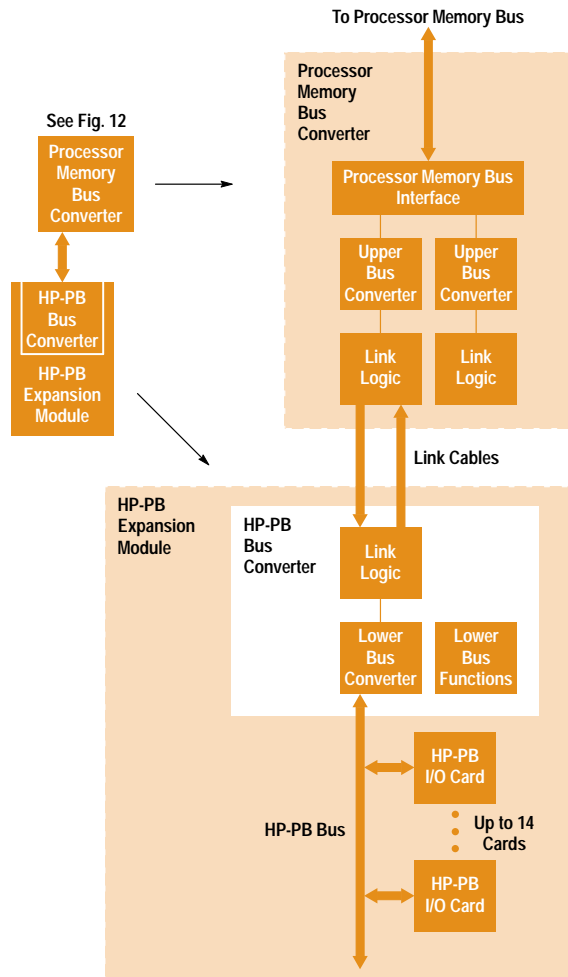 To Processor Memory Bus
Processor
Memory
Bus
Converter
See Fig. 12
Processor
Memory
Bus
Converter
Processor Memory Bus
Interface
Upper
Bus
Converter
Upper
Bus
Converter
HP-PB
Bus
Converter
HP-PB
Expansion
Module
Link
Logic
Link
Logic
Link Cables
HP-PB
Expansion
Module
HP-PB
Bus
Converter
Link
Logic
Lower
Bus
Converter
Lower
Bus
Functions
HP-PB
I/O Card
HP-PB Bus
Up to 14
Cards
HP-PB
I/O Card